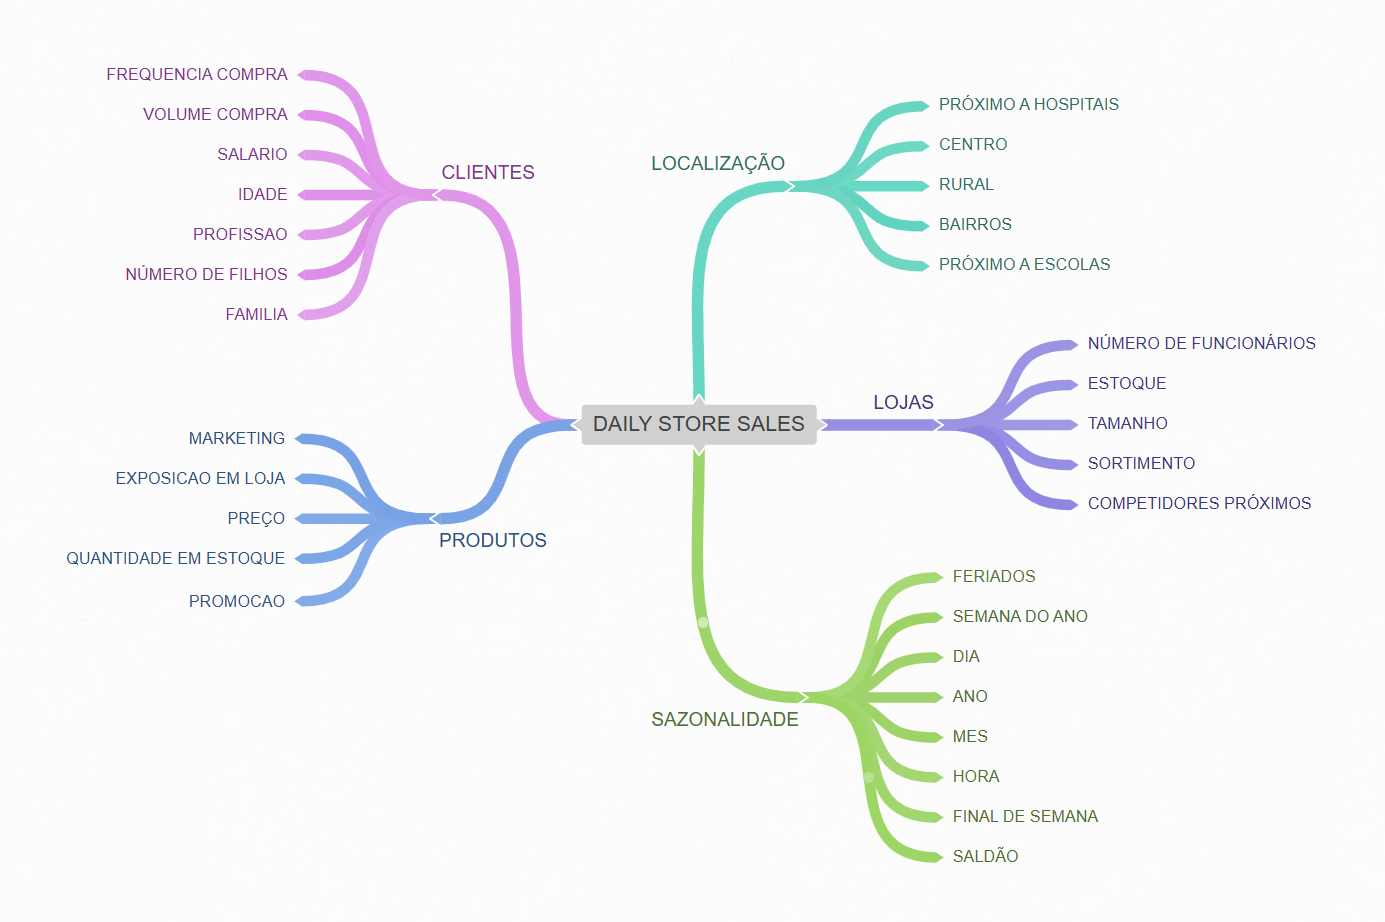 DAILY STORE SALES
CLIENTES
FREQUENCIA COMPRA
VOLUME COMPRA
SALARIO
IDADE
PROFISSAO
NÚMERO DE FILHOS
FAMILIA
PRODUTOS
MARKETING
EXPOSICAO EM LOJA
PREÇO
QUANTIDADE EM ESTOQUE
PROMOCAO
LOCALIZAÇÃO
PRÓXIMO A HOSPITAIS
CENTRO
RURAL
BAIRROS
PRÓXIMO A ESCOLAS
LOJAS
NÚMERO DE FUNCIONÁRIOS
ESTOQUE
TAMANHO
SORTIMENTO
COMPETIDORES PRÓXIMOS
SAZONALIDADE
FERIADOS
SEMANA DO ANO
DIA
ANO
MES
HORA
FINAL DE SEMANA
SALDÃO